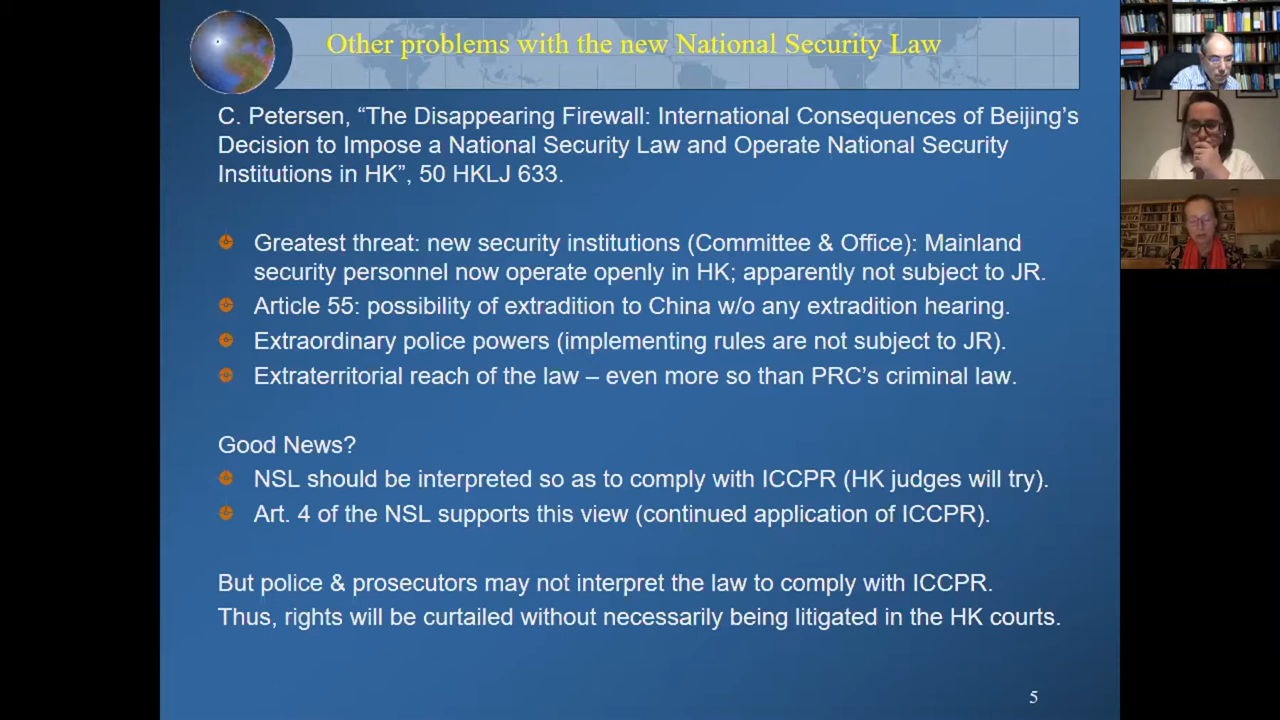 Other problems with the new National Security Law
C. Petersen, “The Disappearing Firewall: International Consequences of Beijing’s
Decision to Impose a National Security Law and Operate National Security
Institutions in HK”, 50 HKLJ 633.
Greatest threat: new security institutions (Committee & Office): Mainland
security personnel now operate openly in HK; apparently not subject to JR.
Article 55: possibility of extradition to China w/o any extradition hearing.
Extraordinary police powers (implementing rules are not subject to JR).
Extraterritorial reach of the law – even more so than PRC’s criminal law.
Good News?
NSL should be interpreted so as to comply with ICCPR (HK judges will try).
Art. 4 of the NSL supports this view (continued application of ICCPR).
But police & prosecutors may not interpret the law to comply with ICCPR.
Thus, rights will be curtailed without necessarily being litigated in the HK courts.
5